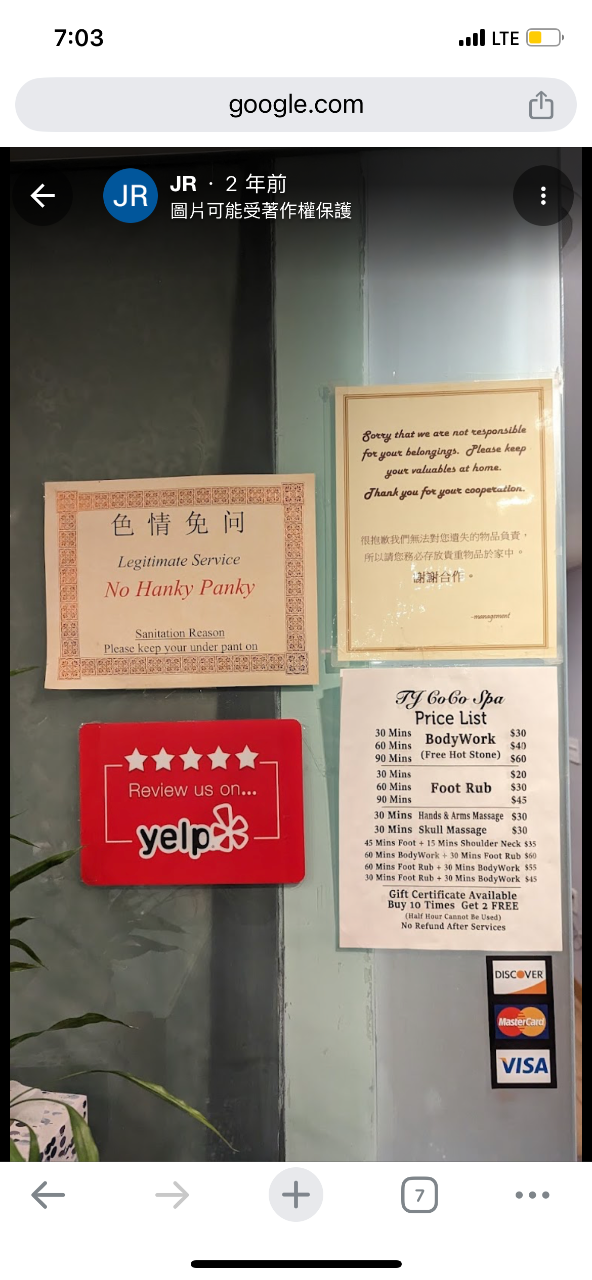 7:03
LTE
google.com
JR · 2 年前
圖片可能受著作權保護
JR
Sorry that we are not responsible
for your belongings. Please keep
your valuables at home.
Thank you for your cooperation.
很抱歉我們無法對您遺失的物品負責，
所以請您務必存放貴重物品於家中。
謝謝合作。
-management
色情免问
Legitimate Service
No Hanky Panky
Sanitation Reason
Please keep your under pant on
TJ CoCo Spa
Price List
30 Mins BodyWork $30
60 Mins (Free Hot Stone) $40
90 Mins $60
30 Mins $20
60 Mins Foot Rub $30
90 Mins $45
30 Mins Hands & Arms Massage $30
30 Mins Skull Massage $30
45 Mins Foot + 15 Mins Shoulder Neck $35
60 Mins BodyWork + 30 Mins Foot Rub $60
60 Mins Foot Rub + 30 Mins BodyWork $55
30 Mins Foot Rub + 30 Mins BodyWork $45
Gift Certificate Available
Buy 10 Times Get 2 FREE
(Half Hour Cannot Be Used)
No Refund After Services
Review us on...
yelp
DISCOVER
MasterCard
VISA
7